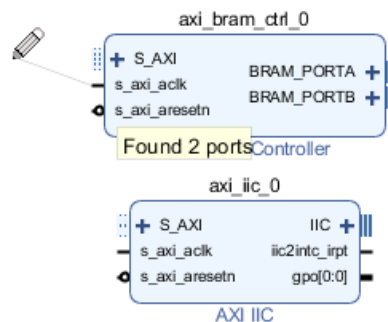 axi_bram_ctrl_0
S_AXI
s_axi_aclk
s_axi_aresetn
BRAM_PORTA
BRAM_PORTB
Found 2 ports
Controller
axi_iic_0
S_AXI
s_axi_aclk
s_axi_aresetn
IIC
iic2intc_irpt
gpo[0:0]
AXI IIC